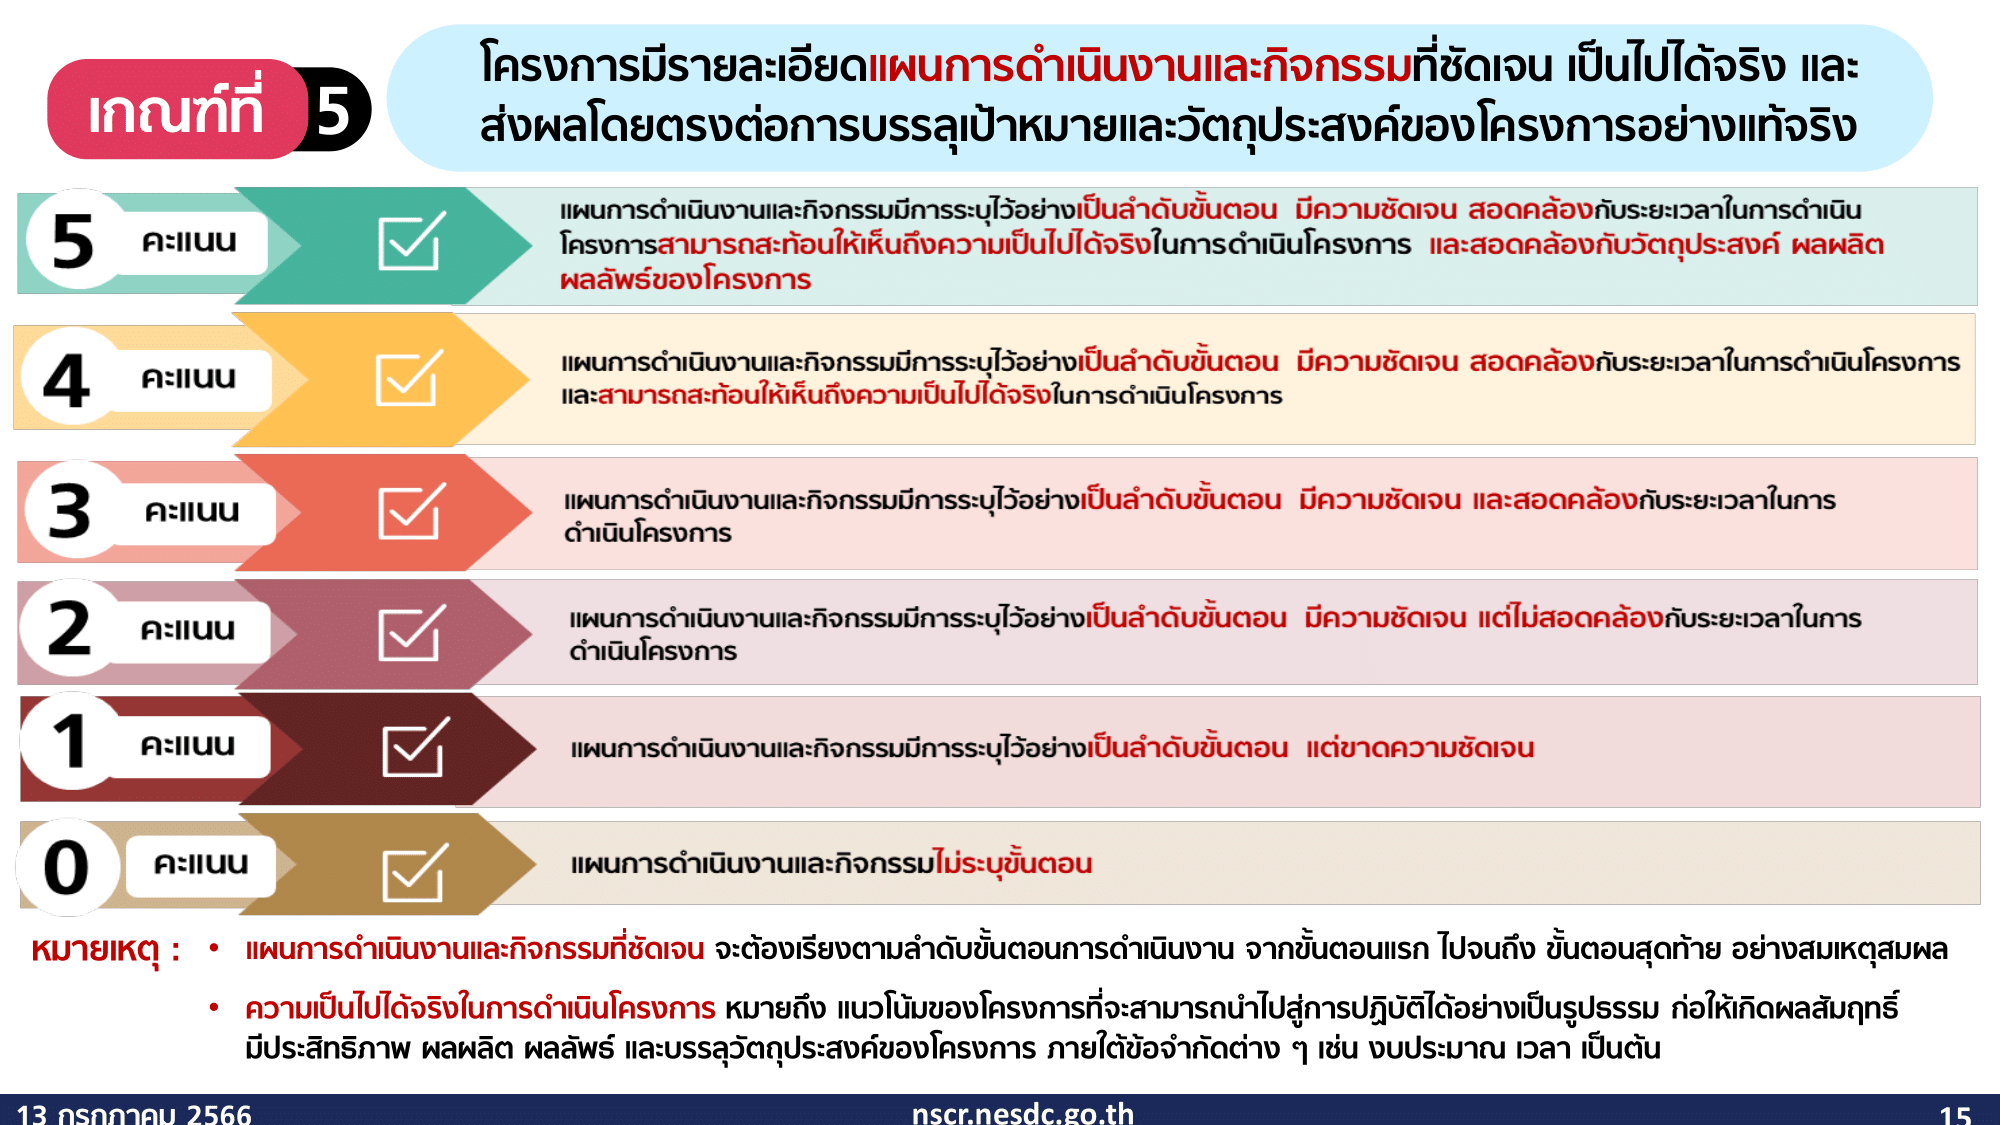 เกณฑ์ที่ 5
โครงการมีรายละเอียดแผนการดำเนินงานและกิจกรรมที่ชัดเจน เป็นไปได้จริง และ
ส่งผลโดยตรงต่อการบรรลุเป้าหมายและวัตถุประสงค์ของโครงการอย่างแท้จริง
5 คะแนน
แผนการดำเนินงานและกิจกรรมมีการระบุไว้อย่างเป็นลำดับขั้นตอน มีความชัดเจน สอดคล้องกับระยะเวลาในการดำเนิน
โครงการสามารถสะท้อนให้เห็นถึงความเป็นไปได้จริงในการดำเนินโครงการ และสอดคล้องกับวัตถุประสงค์ ผลผลิต
ผลลัพธ์ของโครงการ
4 คะแนน
แผนการดำเนินงานและกิจกรรมมีการระบุไว้อย่างเป็นลำดับขั้นตอน มีความชัดเจน สอดคล้องกับระยะเวลาในการดำเนินโครงการ
และสามารถสะท้อนให้เห็นถึงความเป็นไปได้จริงในการดำเนินโครงการ
3 คะแนน
แผนการดำเนินงานและกิจกรรมมีการระบุไว้อย่างเป็นลำดับขั้นตอน มีความชัดเจน และสอดคล้องกับระยะเวลาในการ
ดำเนินโครงการ
2 คะแนน
แผนการดำเนินงานและกิจกรรมมีการระบุไว้อย่างเป็นลำดับขั้นตอน มีความชัดเจน แต่ไม่สอดคล้องกับระยะเวลาในการ
ดำเนินโครงการ
1 คะแนน
แผนการดำเนินงานและกิจกรรมมีการระบุไว้อย่างเป็นลำดับขั้นตอน แต่ขาดความชัดเจน
0 คะแนน
แผนการดำเนินงานและกิจกรรมไม่ระบุขั้นตอน
หมายเหตุ : • แผนการดำเนินงานและกิจกรรมที่ชัดเจน จะต้องเรียงตามลำดับขั้นตอนการดำเนินงาน จากขั้นตอนแรก ไปจนถึง ขั้นตอนสุดท้าย อย่างสมเหตุสมผล
• ความเป็นไปได้จริงในการดำเนินโครงการ หมายถึง แนวโน้มของโครงการที่จะสามารถนำไปสู่การปฏิบัติได้อย่างเป็นรูปธรรม ก่อให้เกิดผลสัมฤทธิ์
มีประสิทธิภาพ ผลผลิต ผลลัพธ์ และบรรลุวัตถุประสงค์ของโครงการ ภายใต้ข้อจำกัดต่าง ๆ เช่น งบประมาณ เวลา เป็นต้น
13 กรกฎาคม 2566 nscr.nesdc.go.th 15